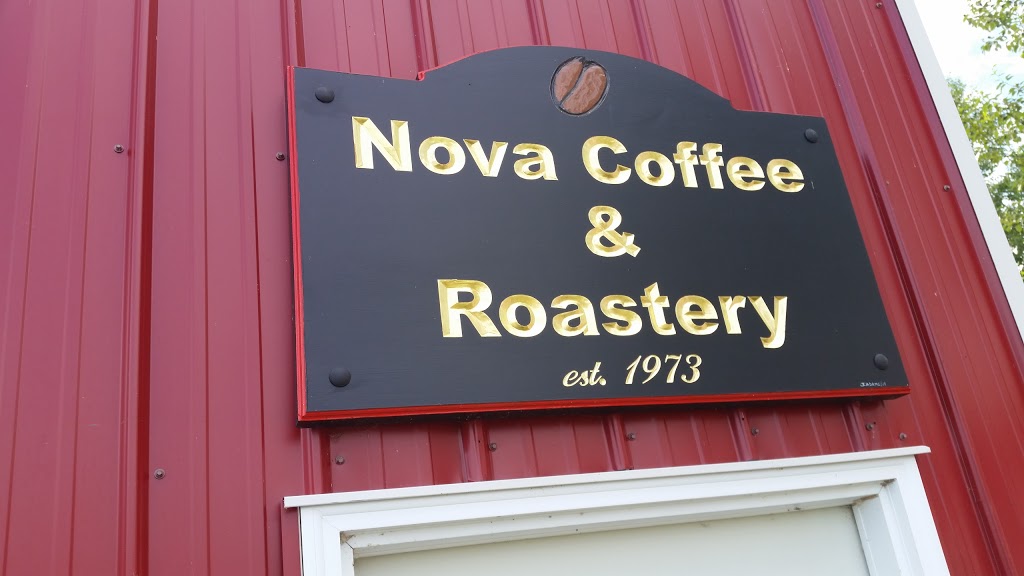 Nova Coffee
&
Roastery
est. 1973